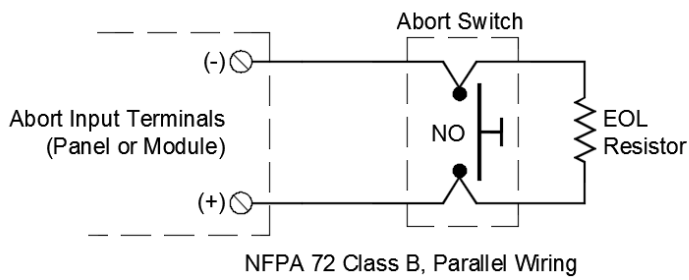 Abort Switch
(-)
Abort Input Terminals
(Panel or Module)
NO
EOL
Resistor
(+)
NFPA 72 Class B, Parallel Wiring